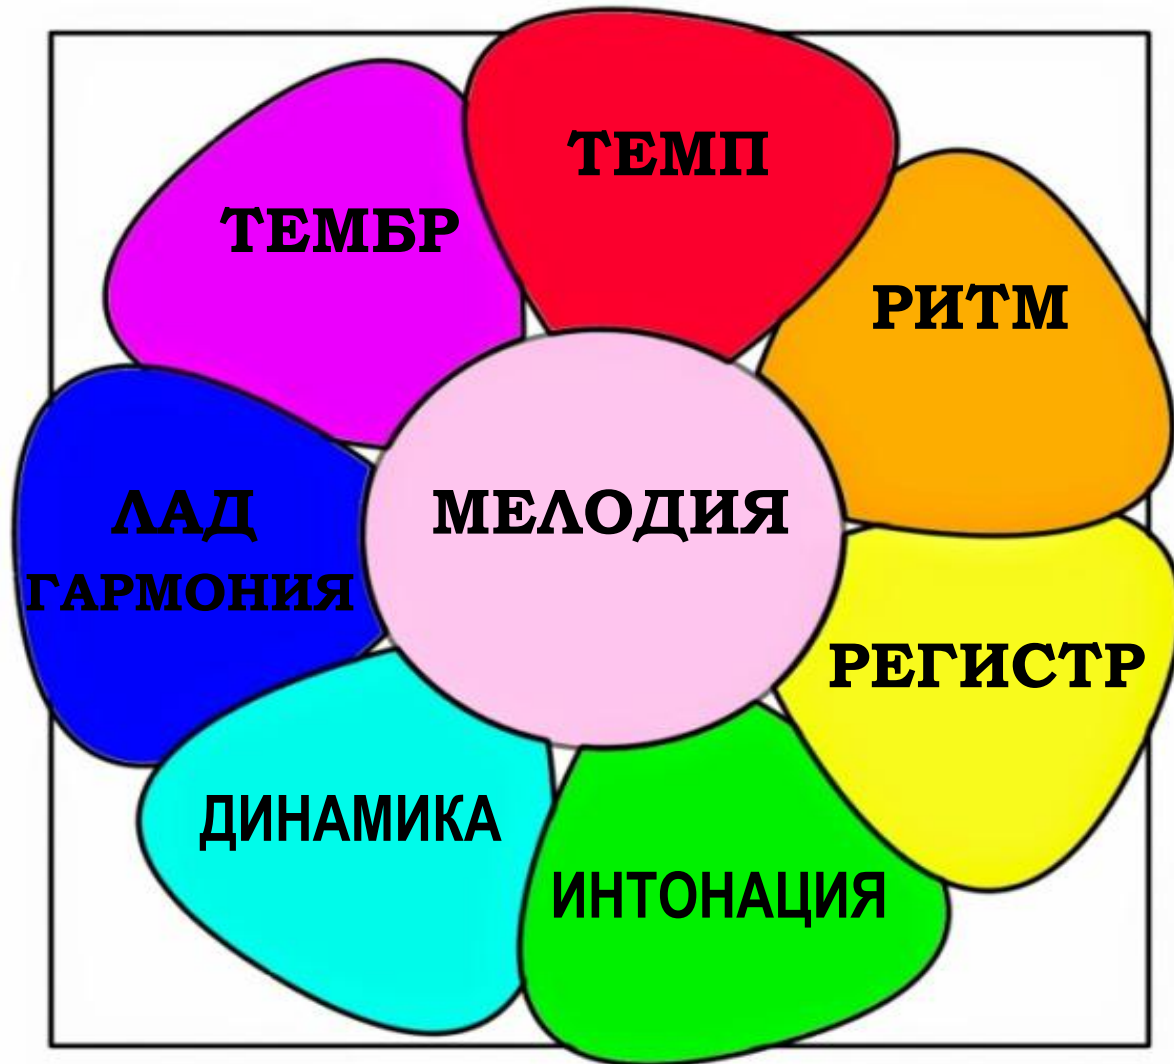 ТЕМП
ТЕМБР
РИТМ
ЛАД
ГАРМОНИЯ
МЕЛОДИЯ
РЕГИСТР
ДИНАМИКА
ИНТОНАЦИЯ